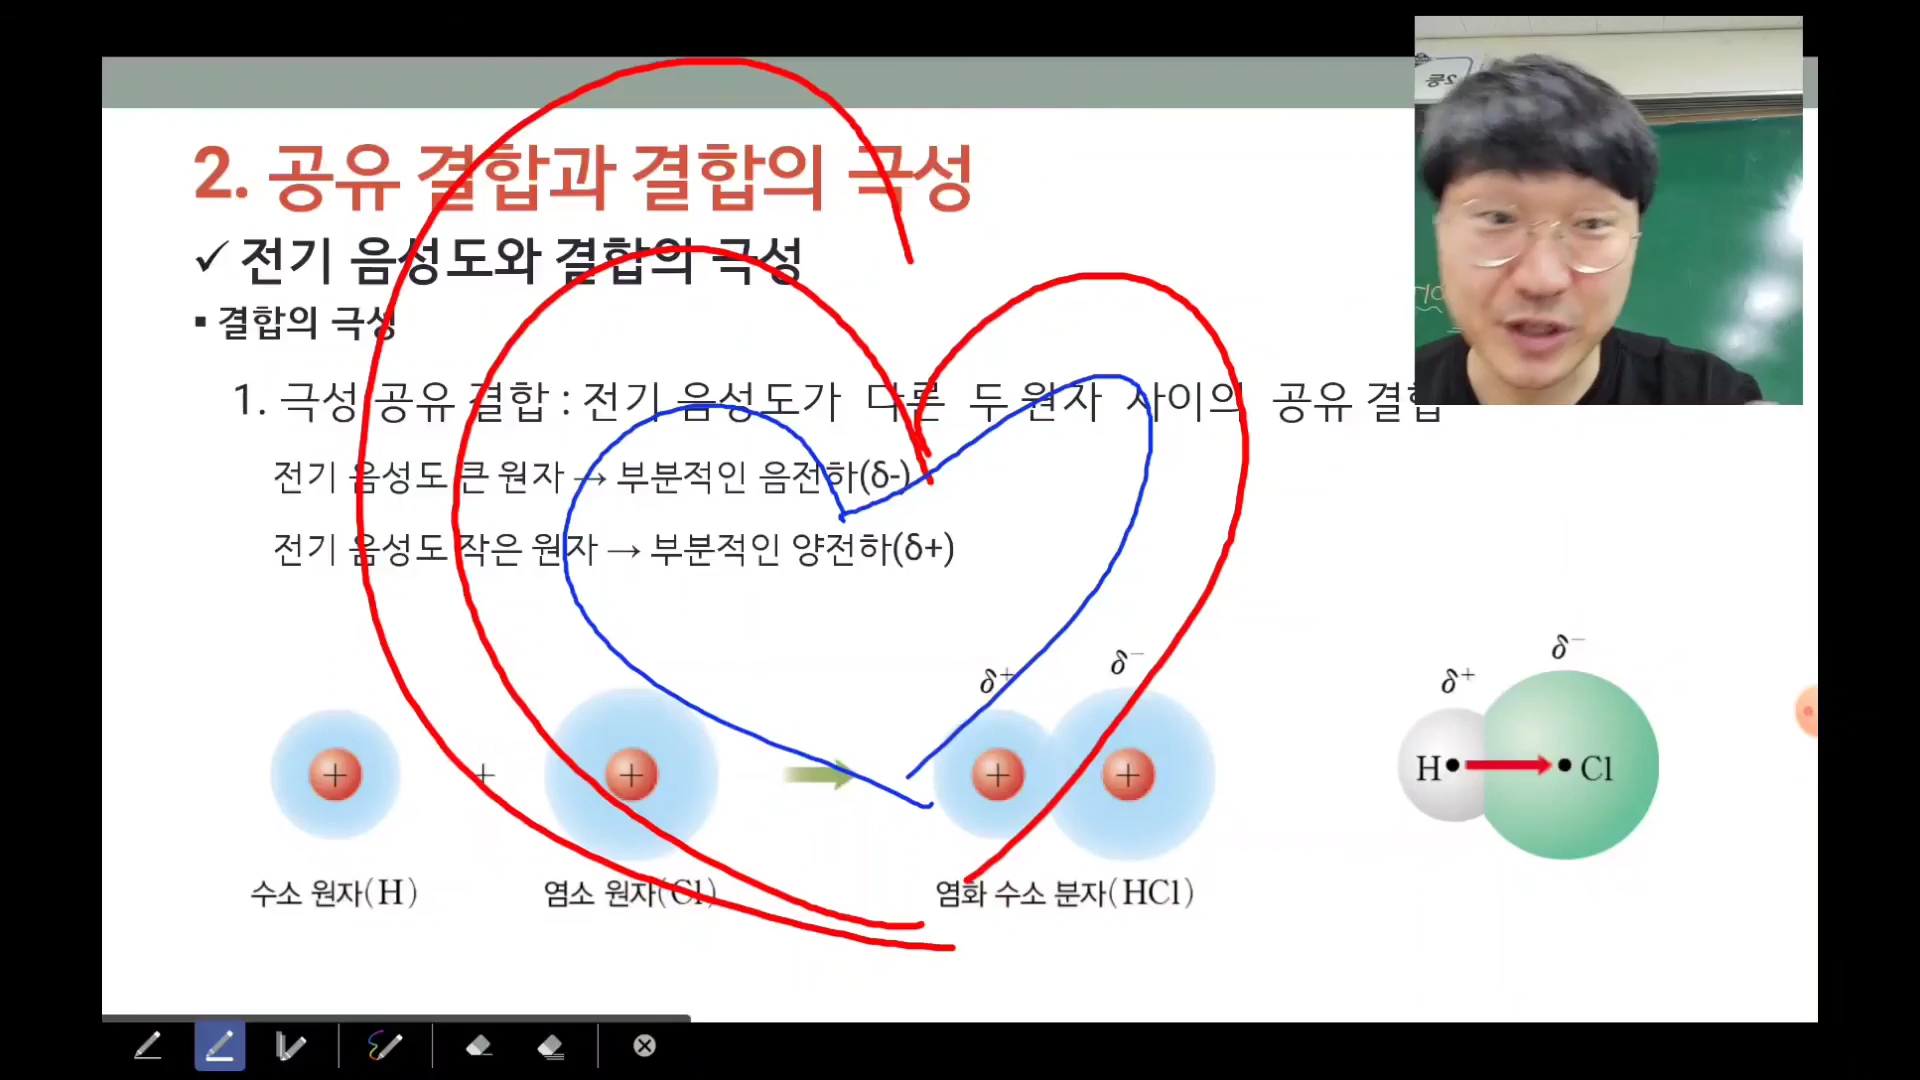 2. 공유 결합과 결합의 극성
✓ 전기 음성도와 결합의 극성
▪ 결합의 극성
1. 극성 공유 결합 : 전기 음성도가 다른 두 원자 사이의 공유 결합
전기 음성도 큰 원자 → 부분적인 음전하(δ-)
전기 음성도 작은 원자 → 부분적인 양전하(δ+)
δ+ δ−
δ+ δ−
+ + + → + +
H Cl
수소 원자(H) 염소 원자(Cl) 염화 수소 분자(HCl)